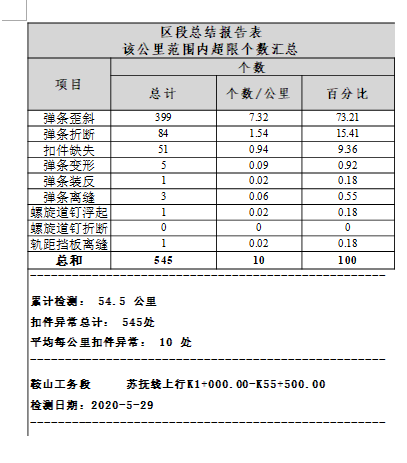 区段总结报告表
该公里范围内超限个数汇总
项目 个数
总计 个数/公里 百分比
弹条歪斜 399 7.32 73.21
弹条折断 84 1.54 15.41
扣件缺失 51 0.94 9.36
弹条变形 5 0.09 0.92
弹条装反 1 0.02 0.18
弹条离缝 3 0.06 0.55
螺旋道钉浮起 1 0.02 0.18
螺旋道钉折断 0 0 0
轨距挡板离缝 1 0.02 0.18
总和 545 10 100
累计检测: 54.5 公里
扣件异常总计: 545处
平均每公里扣件异常: 10 处
鞍山工务段 苏抚线上行K1+000.00-K55+500.00
检测日期:2020-5-29